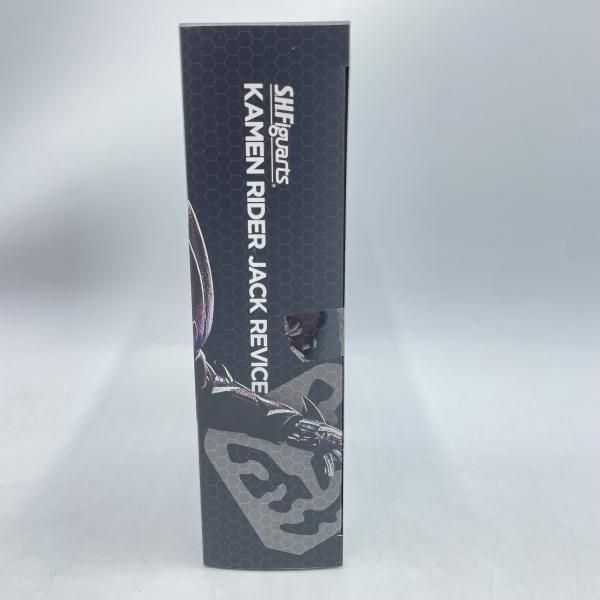 S.H.Figuarts
KAMEN RIDER JACK REVICE